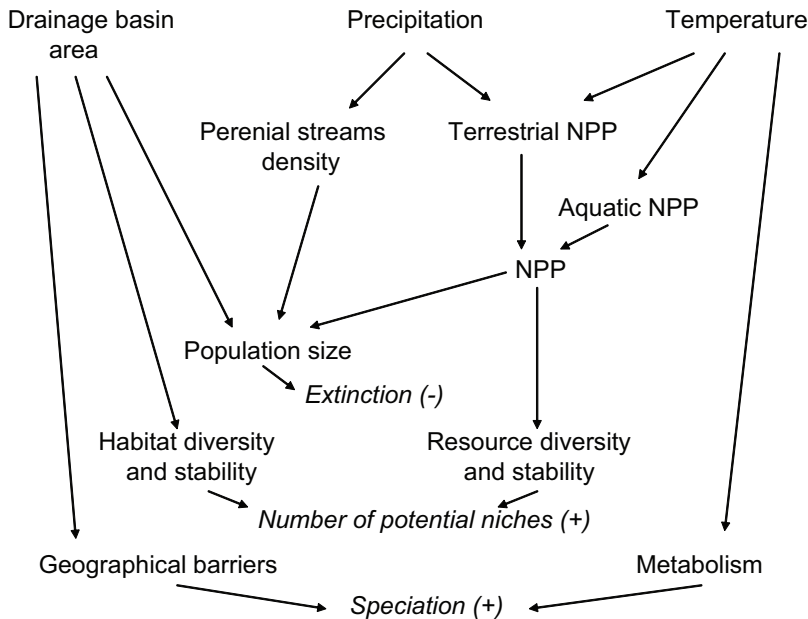 Drainage basin
area
Precipitation
Temperature
Perenial streams
density
Terrestrial NPP
Aquatic NPP
NPP
Population size
Extinction (-)
Habitat diversity
and stability
Resource diversity
and stability
Number of potential niches (+)
Geographical barriers
Metabolism
Speciation (+)